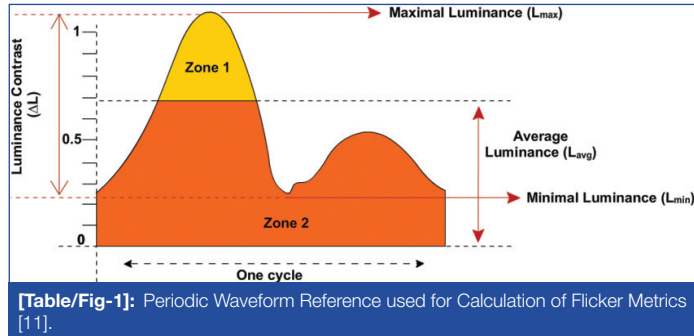 Maximal Luminance (Lmax)
Luminance Contrast
(ΔL)
1
0.5
0
Zone 1
Zone 2
Average
Luminance (Lavg)
Minimal Luminance (Lmin)
One cycle
[Table/Fig-1]: Periodic Waveform Reference used for Calculation of Flicker Metrics
[11].